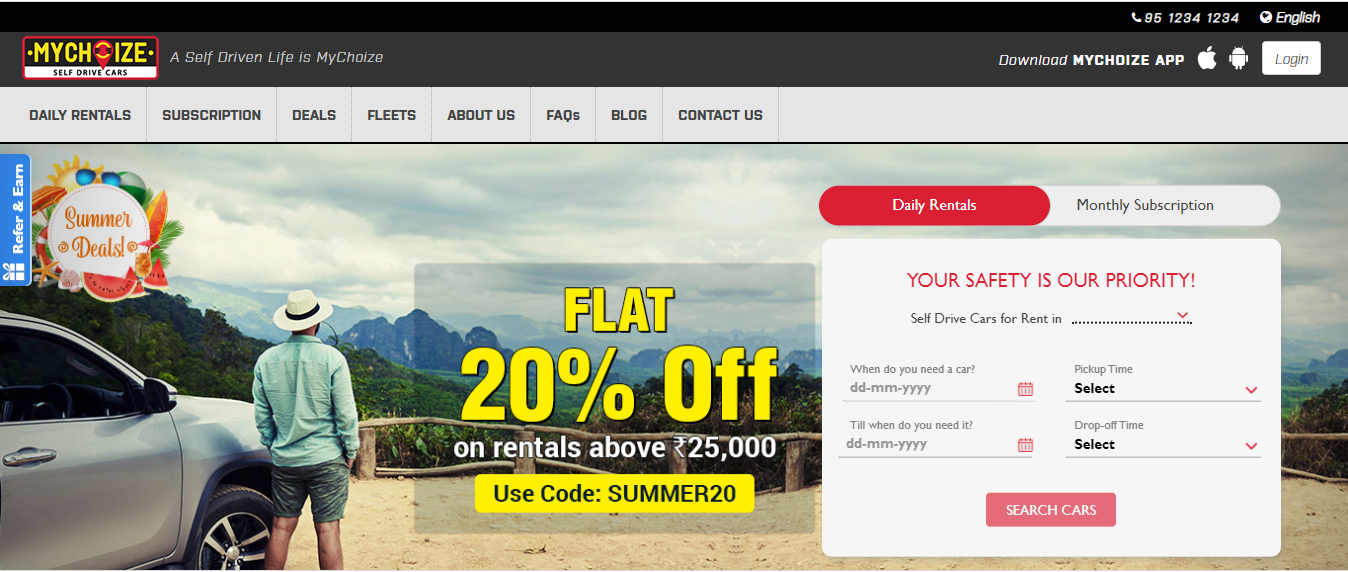 95 1234 1234 English
MYCHOIZE
SELF DRIVE CARS
A Self Driven Life is MyChoize
Download MYCHOIZE APP
Login
DAILY RENTALS SUBSCRIPTION DEALS FLEETS ABOUT US FAQs BLOG CONTACT US
Refer & Earn
Summer
Deals!
FLAT
20% Off
on rentals above ₹25,000
Use Code: SUMMER20
Daily Rentals Monthly Subscription
YOUR SAFETY IS OUR PRIORITY!
Self Drive Cars for Rent in
When do you need a car? Pickup Time
dd-mm-yyyy Select
Till when do you need it? Drop-off Time
dd-mm-yyyy Select
SEARCH CARS